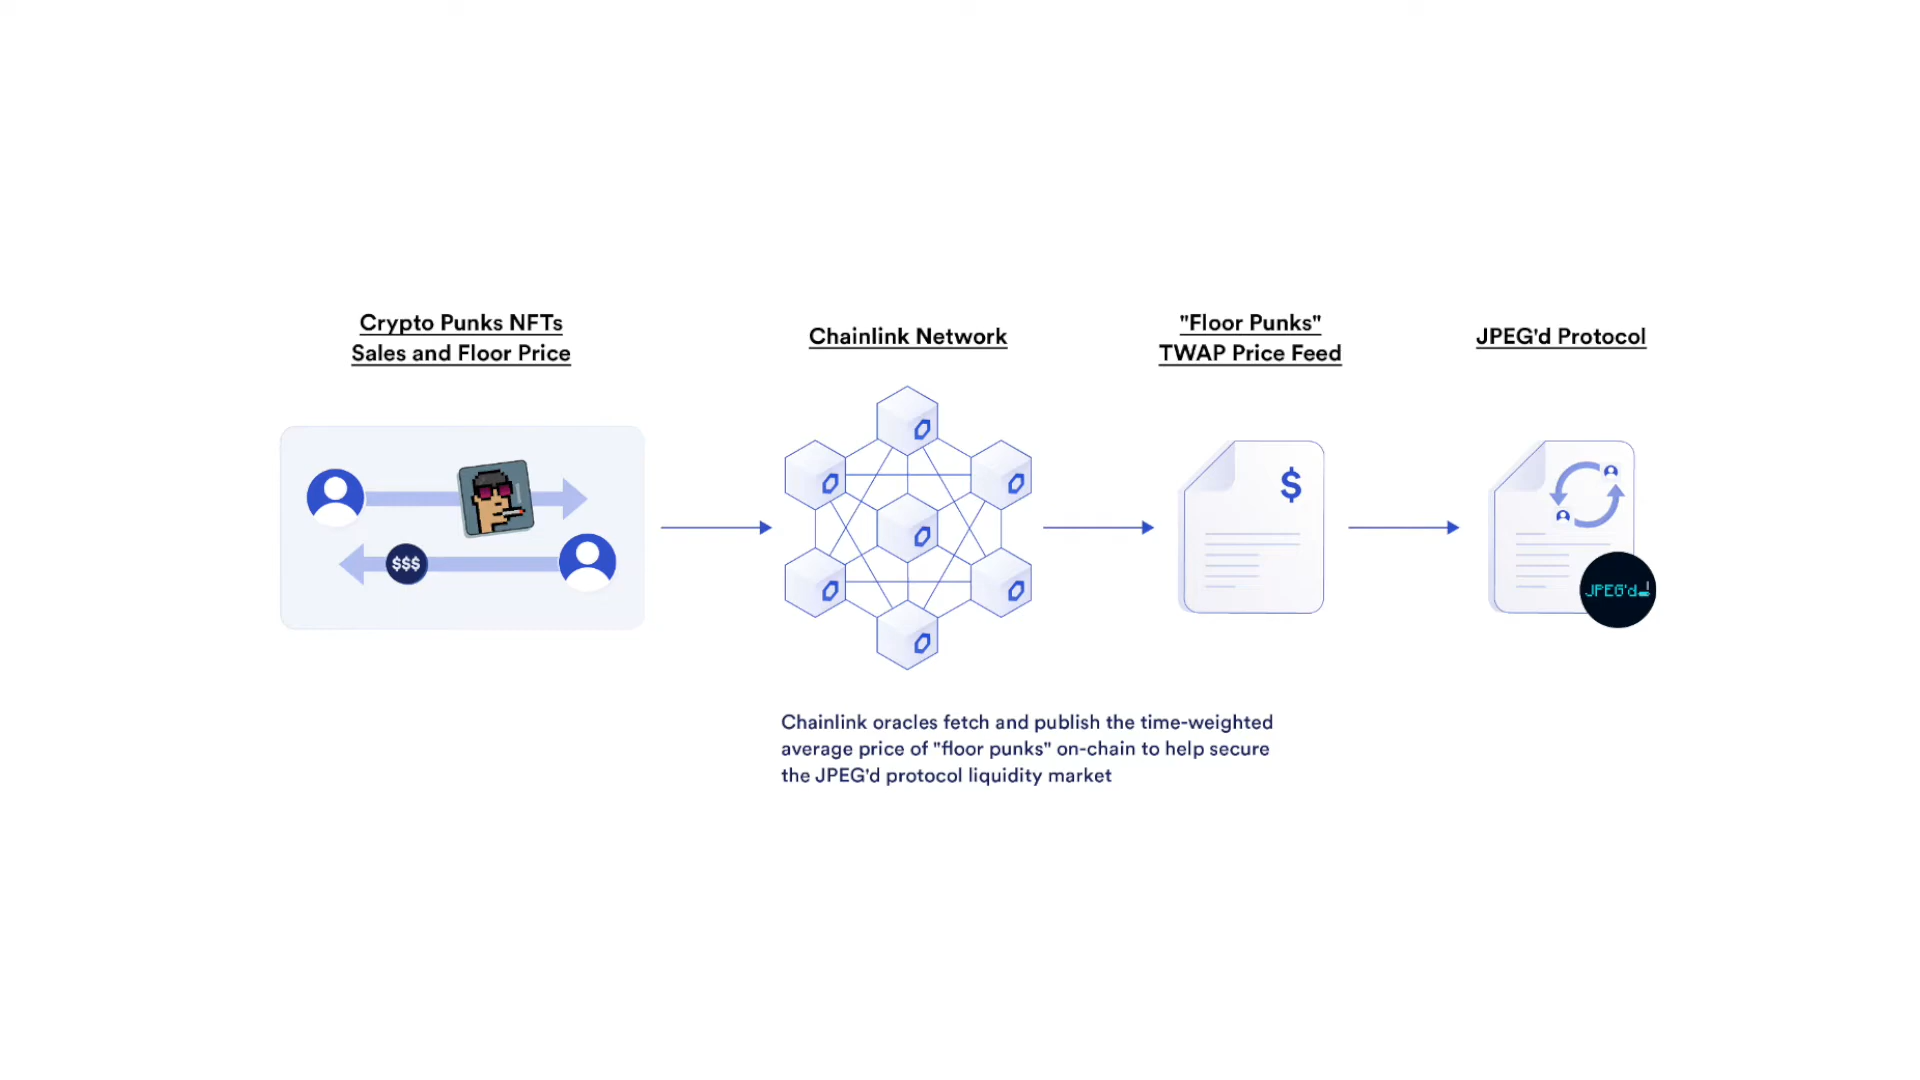 Crypto Punks NFTs
Sales and Floor Price
Chainlink Network
"Floor Punks"
TWAP Price Feed
JPEG'd Protocol
$$$
$
JPEG'd
Chainlink oracles fetch and publish the time-weighted
average price of "floor punks" on-chain to help secure
the JPEG'd protocol liquidity market